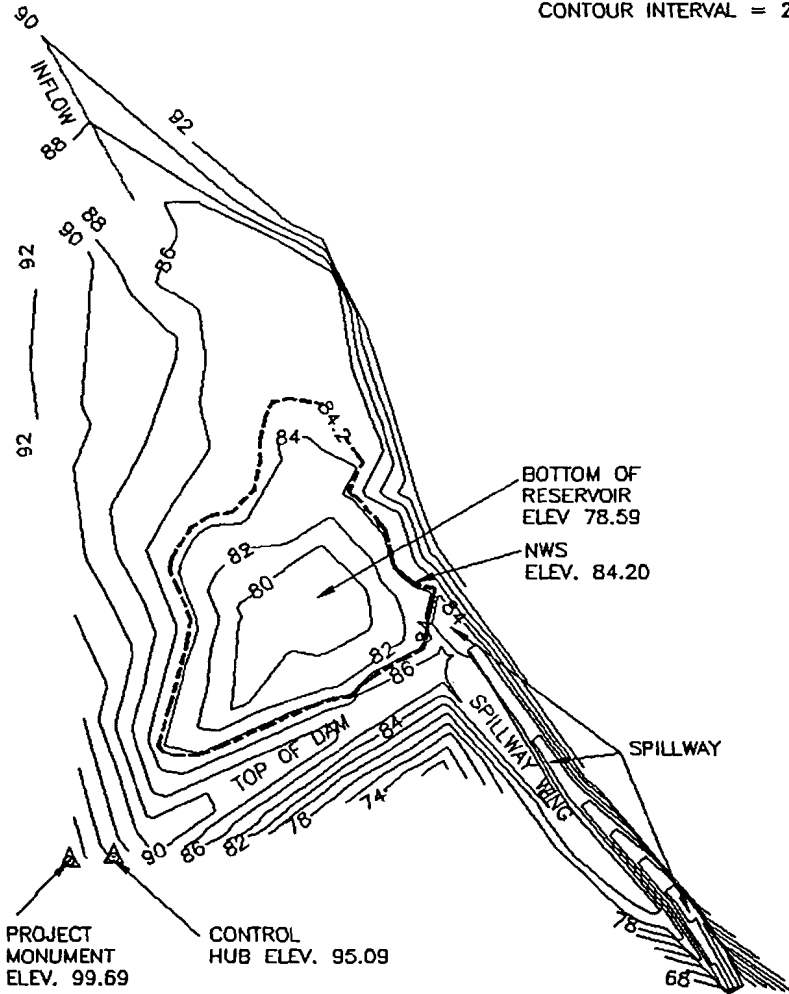 CONTOUR INTERVAL = 2
90
INFLOW
92
88
88
90
86
92
92
84.2
84
BOTTOM OF
RESERVOIR
ELEV 78.59
NWS
ELEV. 84.20
82
80
84
84
82
86
SPILLWAY WING
84
TOP OF DAM
SPILLWAY
74
78
82
86
90
PROJECT
MONUMENT
ELEV. 99.69
CONTROL
HUB ELEV. 95.09
78
68